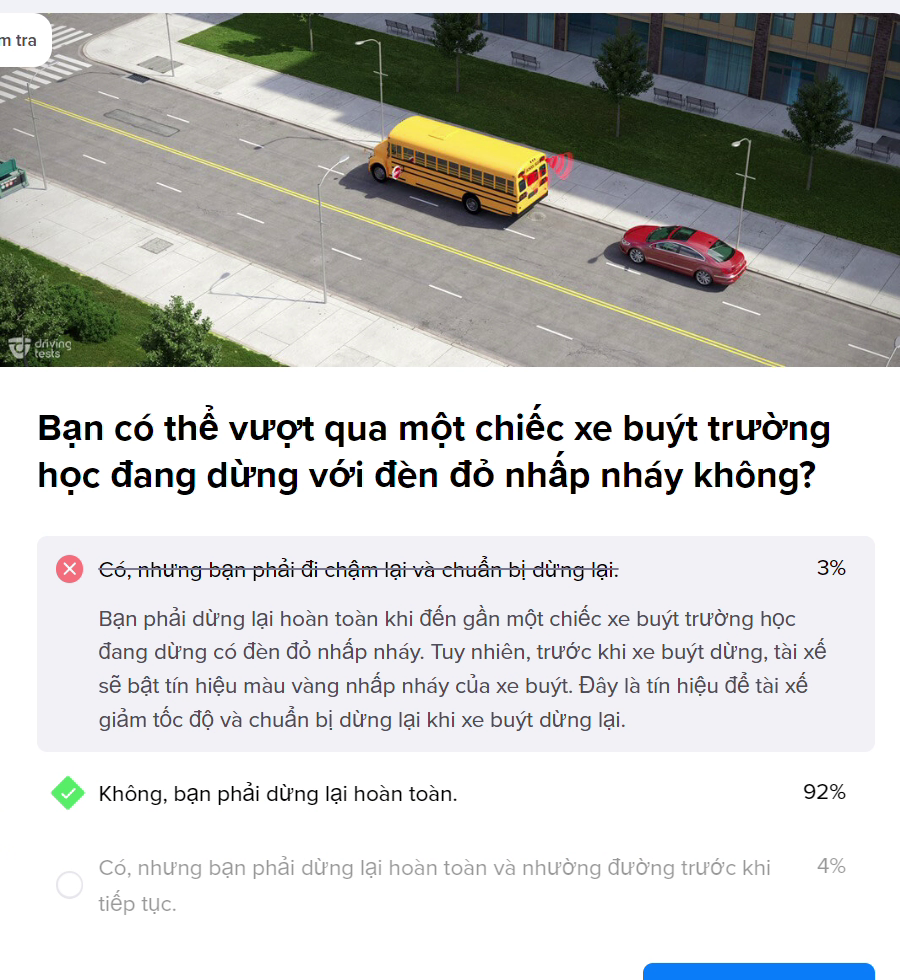 m tra
driving
tests
Bạn có thể vượt qua một chiếc xe buýt trường
học đang dừng với đèn đỏ nhấp nháy không?
Có, nhưng bạn phải đi chậm lại và chuẩn bị dừng lại.
3%
Bạn phải dừng lại hoàn toàn khi đến gần một chiếc xe buýt trường học
đang dừng có đèn đỏ nhấp nháy. Tuy nhiên, trước khi xe buýt dừng, tài xế
sẽ bật tín hiệu màu vàng nhấp nháy của xe buýt. Đây là tín hiệu để tài xế
giảm tốc độ và chuẩn bị dừng lại khi xe buýt dừng lại.
Không, bạn phải dừng lại hoàn toàn.
92%
Có, nhưng bạn phải dừng lại hoàn toàn và nhường đường trước khi
4%
tiếp tục.